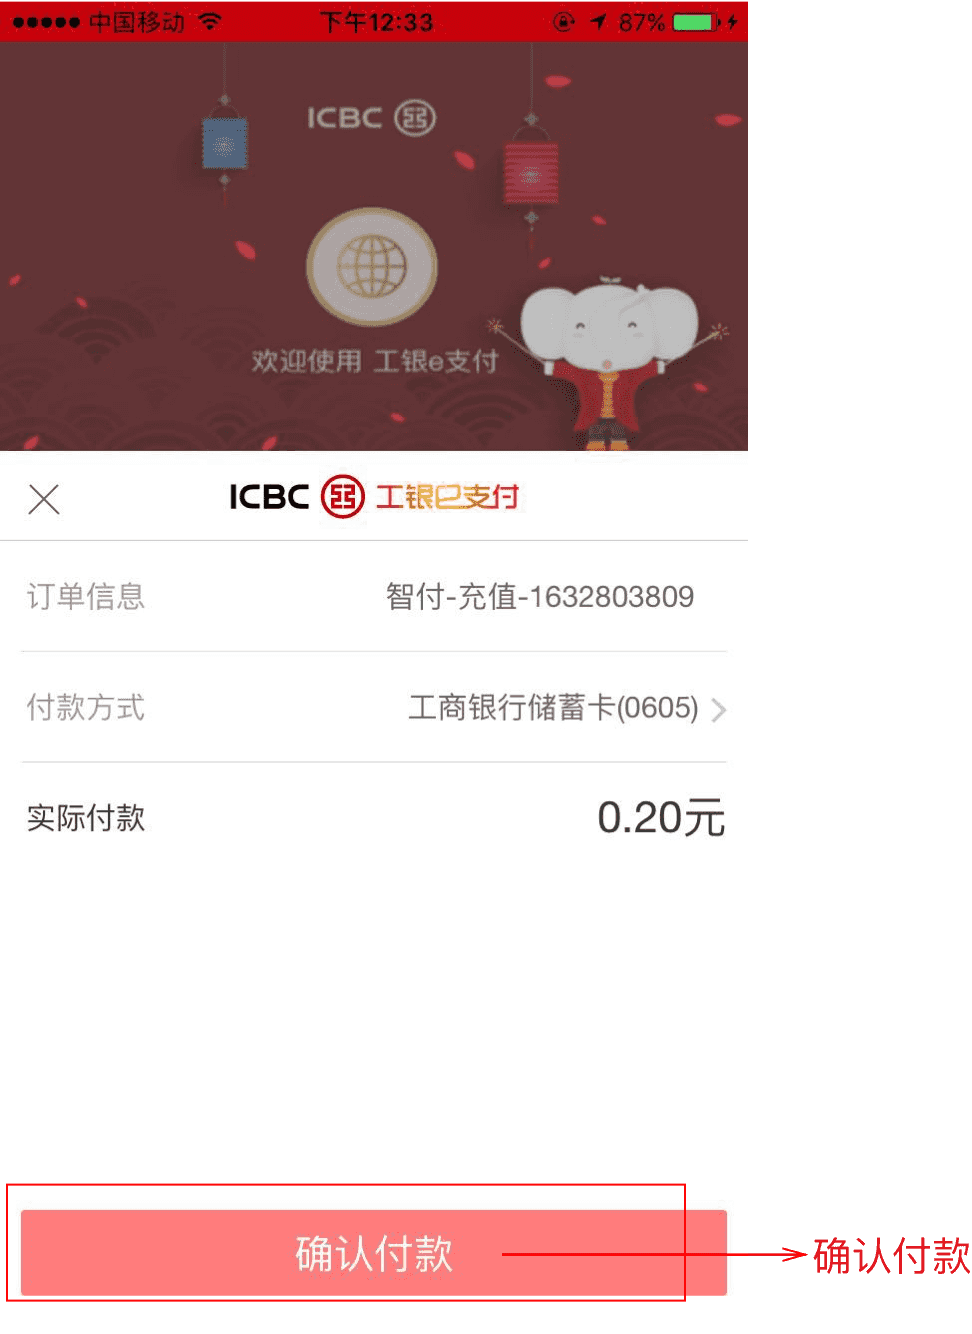 中国移动 下午12:33 87%
ICBC
欢迎使用 工银e支付
ICBC 工银e支付
订单信息 智付-充值-1632803809
付款方式 工商银行储蓄卡(0605)
实际付款 0.20元
确认付款 确认付款